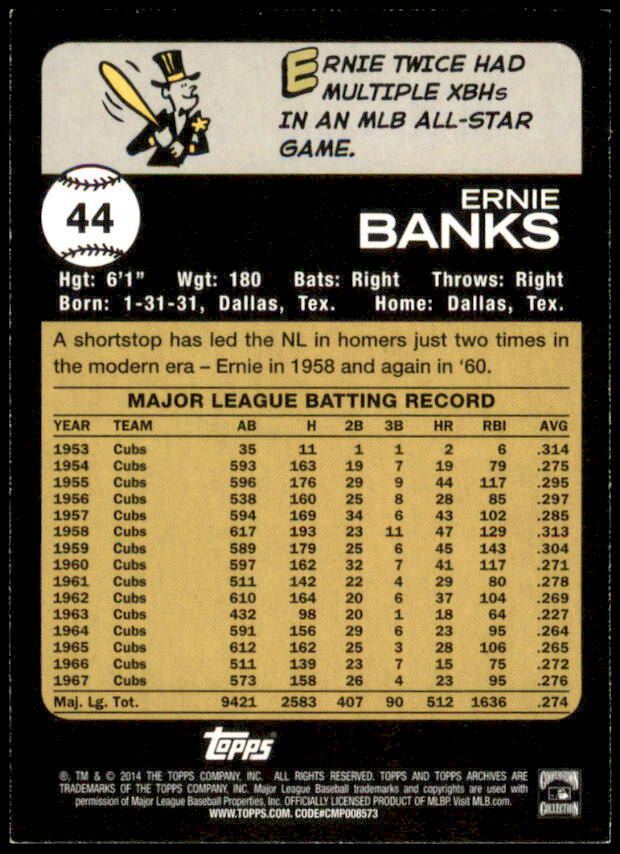 ERNIE TWICE HAD
MULTIPLE XBHs
IN AN MLB ALL-STAR
GAME.
44
ERNIE
BANKS
Hgt: 6'1" Wgt: 180 Bats: Right Throws: Right
Born: 1-31-31, Dallas, Tex. Home: Dallas, Tex.
A shortstop has led the NL in homers just two times in
the modern era – Ernie in 1958 and again in '60.
MAJOR LEAGUE BATTING RECORD
YEAR TEAM AB H 2B 3B HR RBI AVG
1953 Cubs 35 11 1 1 2 6 .314
1954 Cubs 593 163 19 7 19 79 .275
1955 Cubs 596 176 29 9 44 117 .295
1956 Cubs 538 160 25 8 28 85 .297
1957 Cubs 594 169 34 6 43 102 .285
1958 Cubs 617 193 23 11 47 129 .313
1959 Cubs 589 179 25 6 45 143 .304
1960 Cubs 597 162 32 7 41 117 .271
1961 Cubs 511 142 22 4 29 80 .278
1962 Cubs 610 164 20 6 37 104 .269
1963 Cubs 432 98 20 1 18 64 .227
1964 Cubs 591 156 29 6 23 95 .264
1965 Cubs 612 162 25 3 28 106 .265
1966 Cubs 511 139 23 7 15 75 .272
1967 Cubs 573 158 26 4 23 95 .276
Maj. Lg. Tot. 9421 2583 407 90 512 1636 .274
Topps
®, TM & © 2014 THE TOPPS COMPANY, INC. ALL RIGHTS RESERVED. TOPPS AND TOPPS ARCHIVES ARE
TRADEMARKS OF THE TOPPS COMPANY, INC. Major League Baseball trademarks and copyrights are used with
permission of Major League Baseball Properties, Inc. OFFICIALLY LICENSED PRODUCT OF MLBP. Visit MLB.com.
WWW.TOPPS.COM. CODE#CMP008573
COOPERSTOWN
COLLECTION